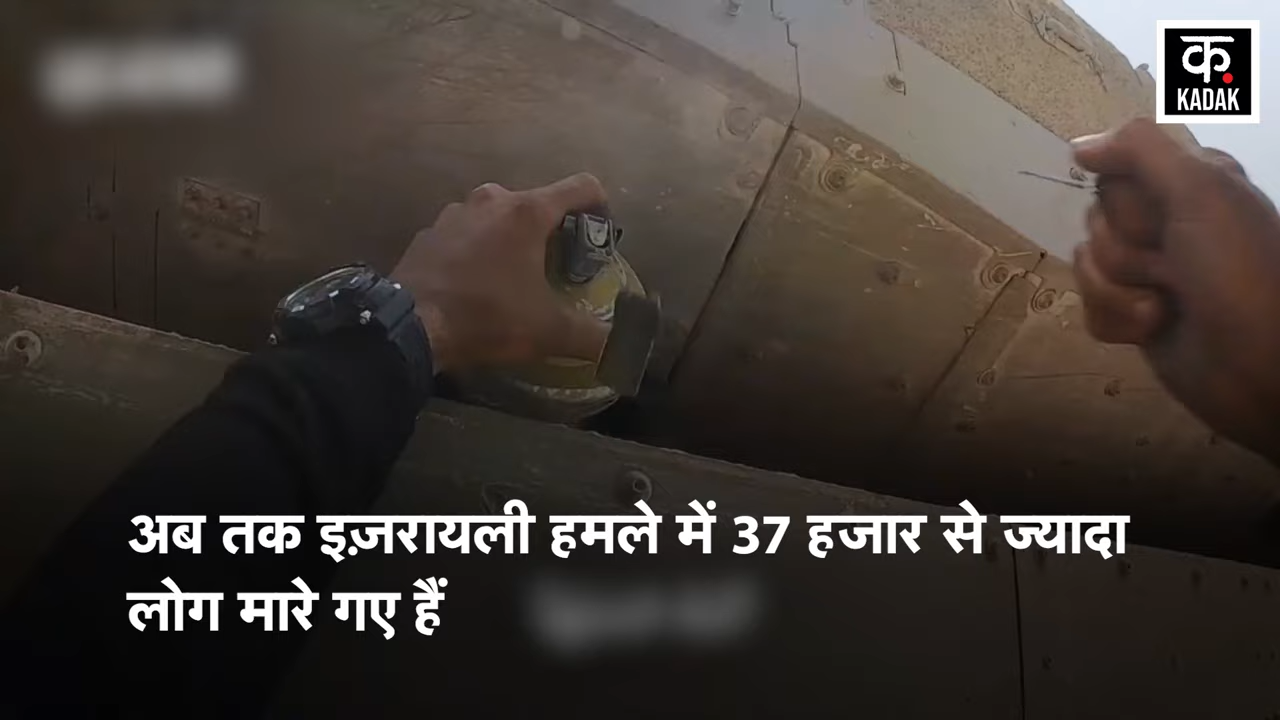 क.
KADAK
अब तक इज़रायली हमले में 37 हजार से ज्यादा
लोग मारे गए हैं